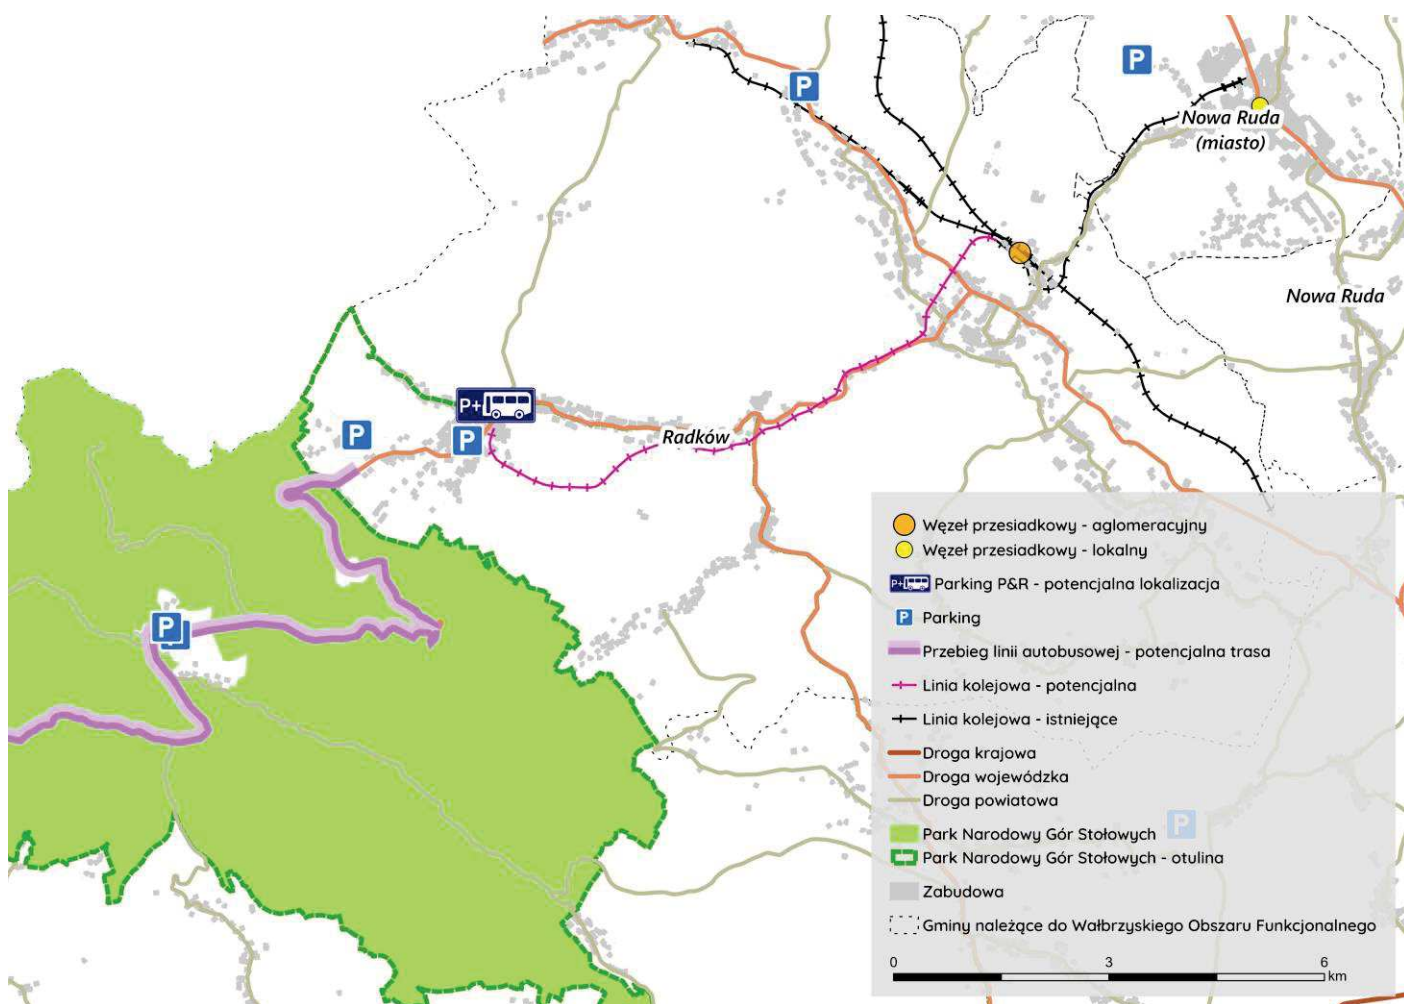 P
P
Nowa Ruda
(miasto)
Nowa Ruda
P+
P
P
Radków
P
Węzeł przesiadkowy - aglomeracyjny
Węzeł przesiadkowy - lokalny
P+ Parking P&R - potencjalna lokalizacja
P Parking
Przebieg linii autobusowej - potencjalna trasa
Linia kolejowa - potencjalna
Linia kolejowa - istniejące
Droga krajowa
Droga wojewódzka
Droga powiatowa
P
Park Narodowy Gór Stołowych
Park Narodowy Gór Stołowych - otulina
Zabudowa
Gminy należące do Wałbrzyskiego Obszaru Funkcjonalnego
0 3 6
km